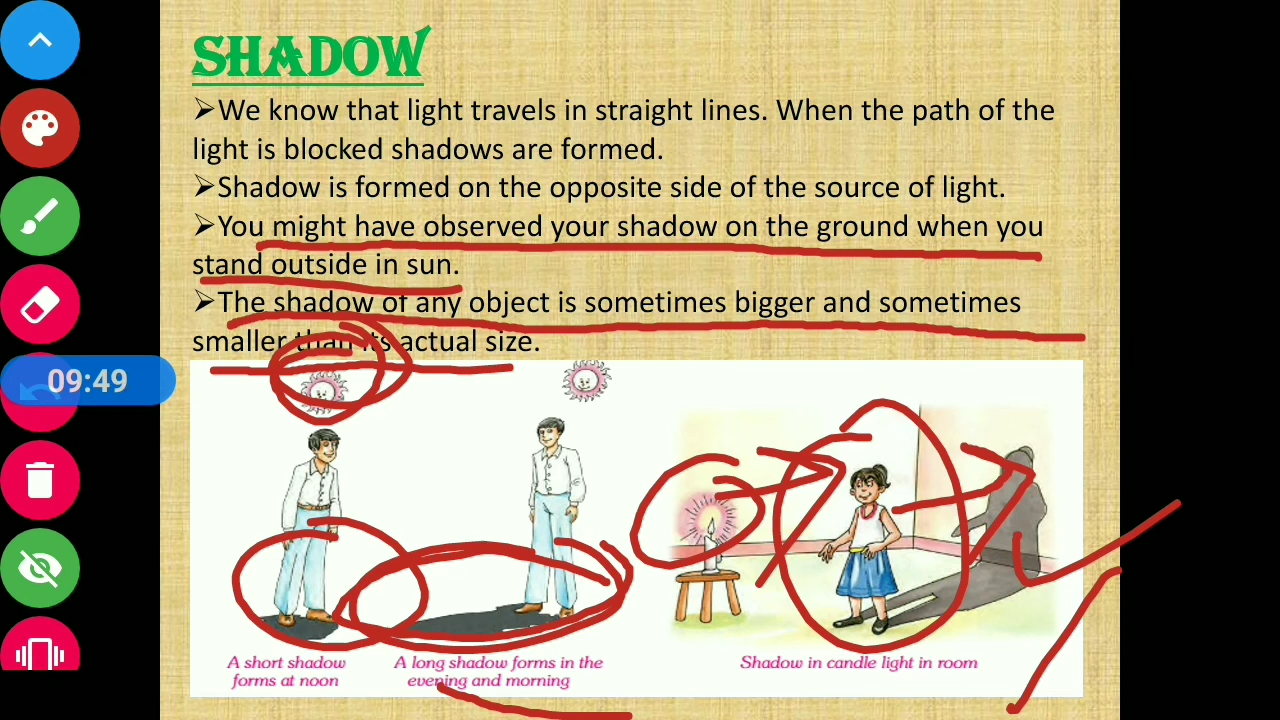 SHADOW
➢We know that light travels in straight lines. When the path of the
light is blocked shadows are formed.
➢Shadow is formed on the opposite side of the source of light.
➢You might have observed your shadow on the ground when you
stand outside in sun.
➢The shadow of any object is sometimes bigger and sometimes
smaller than its actual size.
09:49
A short shadow
forms at noon
A long shadow forms in the
evening and morning
Shadow in candle light in room